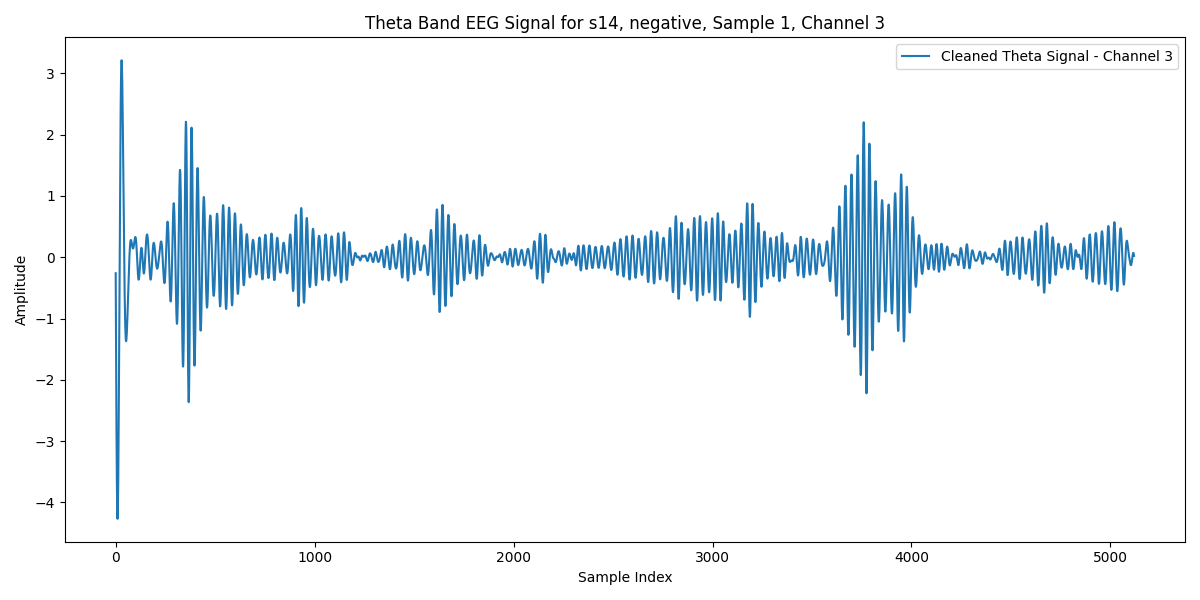 Theta Band EEG Signal for s14, negative, Sample 1, Channel 3
Cleaned Theta Signal - Channel 3
3
2
1
0
−1
−2
−3
−4
Amplitude
0 1000 2000 3000 4000 5000
Sample Index